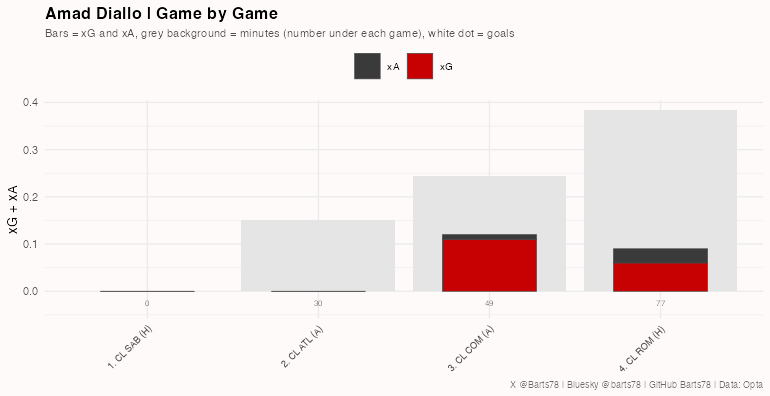 Amad Diallo | Game by Game
Bars = xG and xA, grey background = minutes (number under each game), white dot = goals
xA xG
xG + xA
0.4
0.3
0.2
0.1
0.0
0 30 49 77
1. CL SAB (H)
2. CL ATL (A)
3. CL COM (A)
4. CL ROM (H)
X @Barts78 | Bluesky @barts78 | GitHub Barts78 | Data: Opta